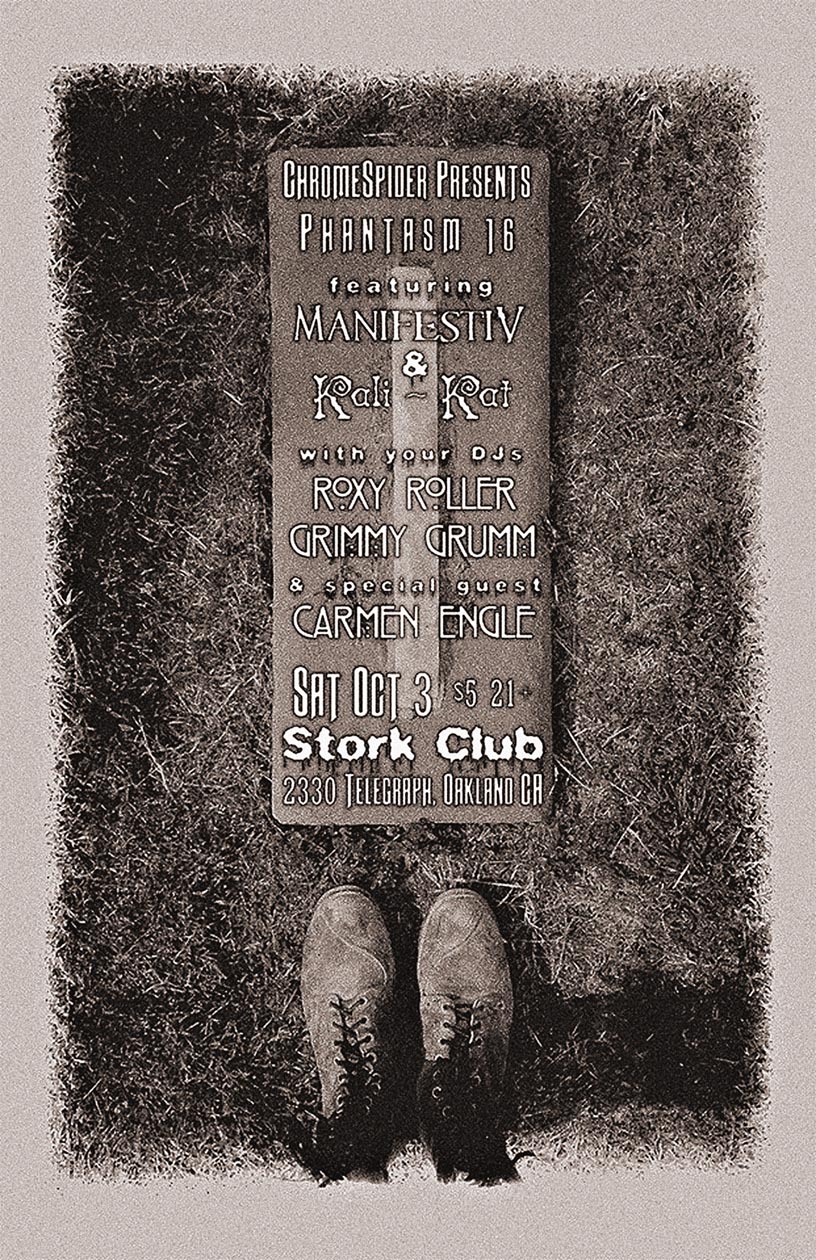 ChromeSpider Presents
Phantasm 16
featuring
ManifestiV
&
Kali ~ Kat
with your DJs
ROXY ROLLER
GRIMMY GRUMM
& special guest
CARMEN ENGLE
Sat Oct 3 $5 21+
Stork Club
2330 Telegraph, Oakland CA